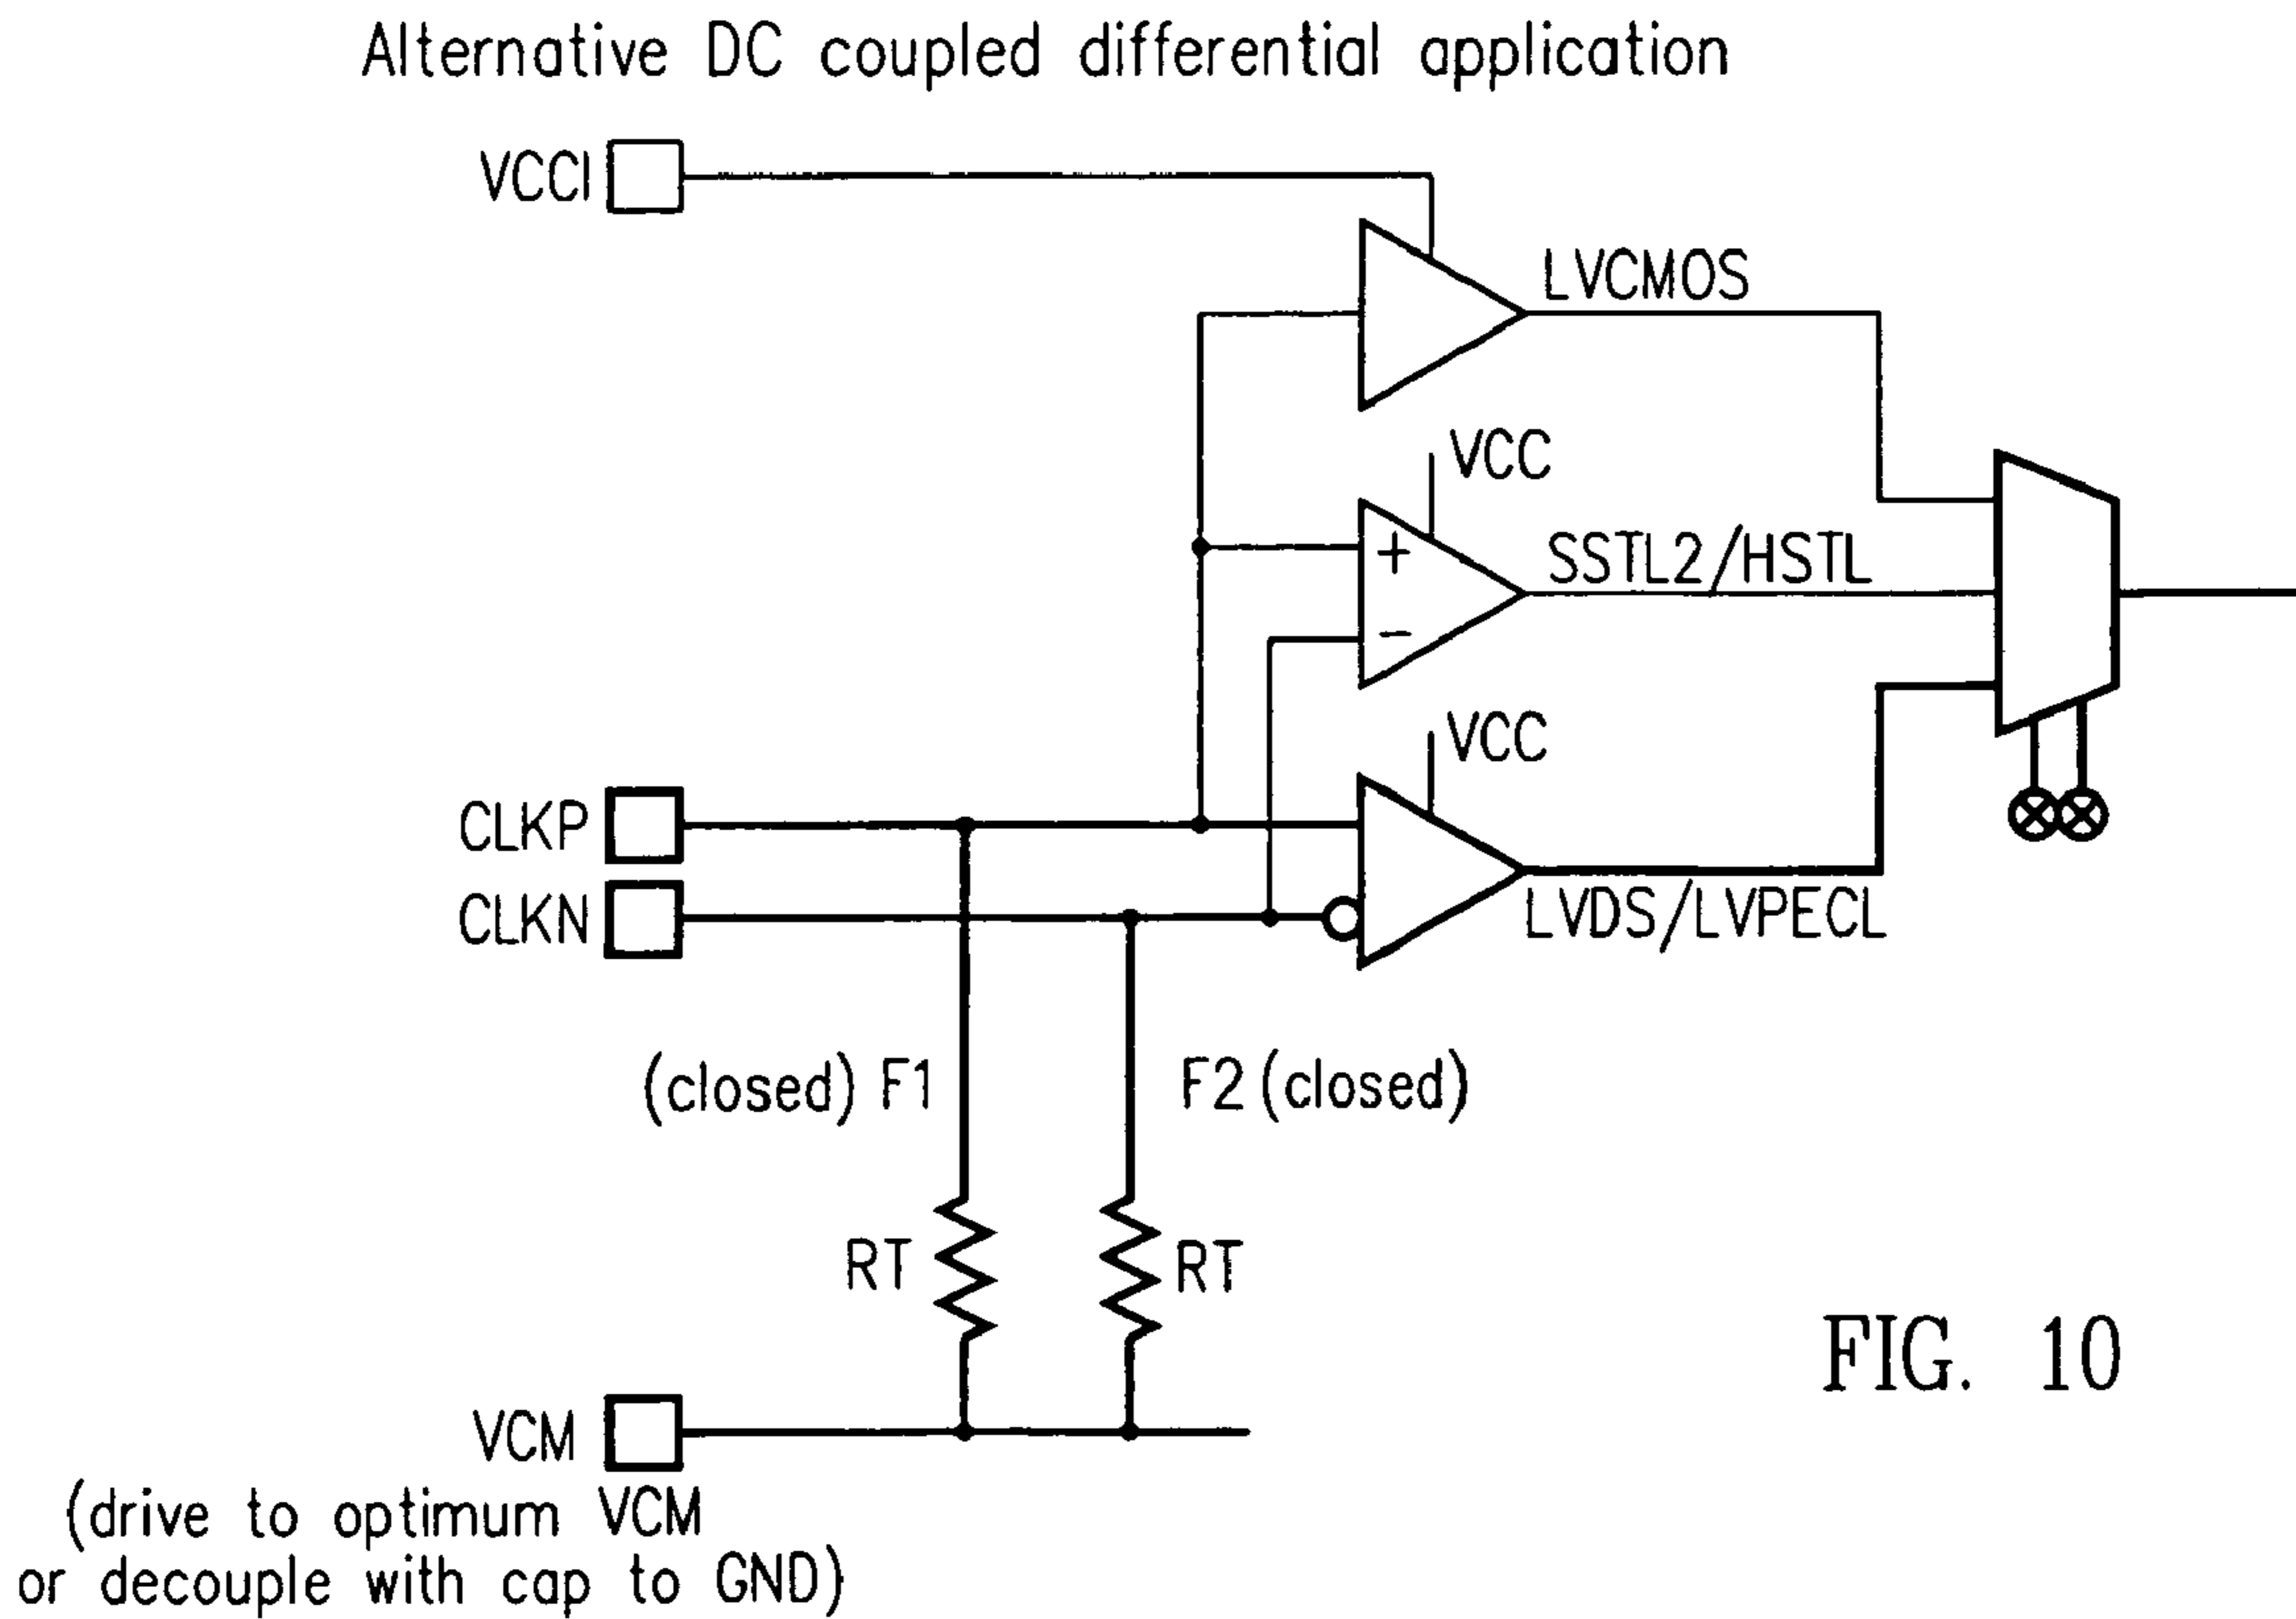 Alternative DC coupled differential application
VCCI
LVCMOS
VCC
+
SSTL2/HSTL
-
VCC
CLKP
CLKN
LVDS/LVPECL
(closed) F1
F2 (closed)
RT
RT
FIG. 10
VCM
(drive to optimum VCM
or decouple with cap to GND)